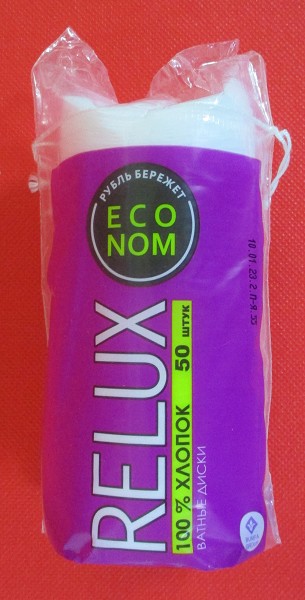 РУБЛЬ БЕРЕЖЕТ
ECO
NOM
RELUX
100 % ХЛОПОК 50 ШТУК
ВАТНЫЕ ДИСКИ